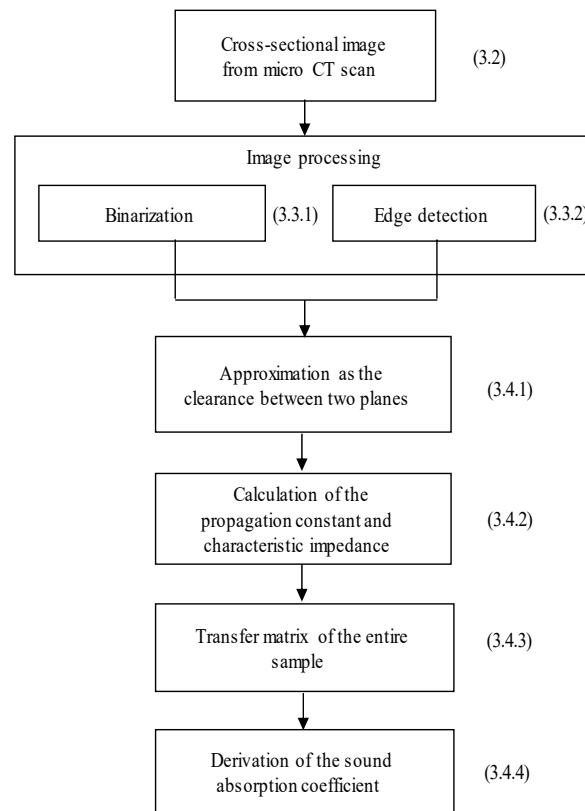 Cross-sectional image
from micro CT scan
(3.2)
Image processing
Binarization
(3.3.1)
Edge detection
(3.3.2)
Approximation as the
clearance between two planes
(3.4.1)
Calculation of the
propagation constant and
characteristic impedance
(3.4.2)
Transfer matrix of the entire
sample
(3.4.3)
Derivation of the sound
absorption coefficient
(3.4.4)